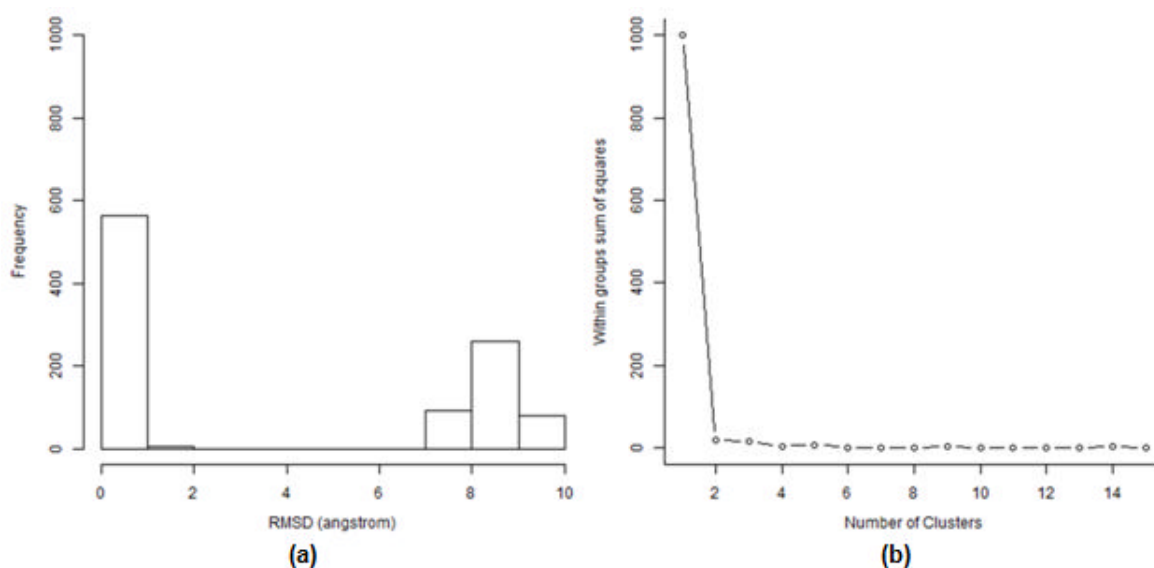 1000
800
600
400
200
0
Frequency
0 2 4 6 8 10
RMSD (angstrom)
(a)
1000
800
600
400
200
0
Within groups sum of squares
2 4 6 8 10 12 14
Number of Clusters
(b)